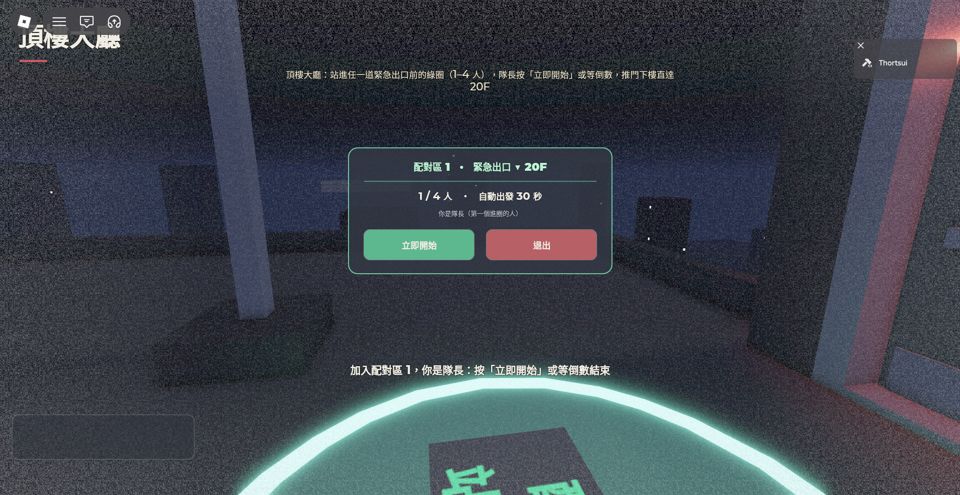 頂樓大廳
Thortsui
頂樓大廳：站進任一道緊急出口前的綠圈（1–4 人），隊長按「立即開始」或等倒數，推門下樓直達
20F
配對區 1 • 緊急出口 ▼ 20F
1 / 4 人 • 自動出發 30 秒
你是隊長（第一個進圈的人）
立即開始
退出
加入配對區 1，你是隊長：按「立即開始」或等倒數結束